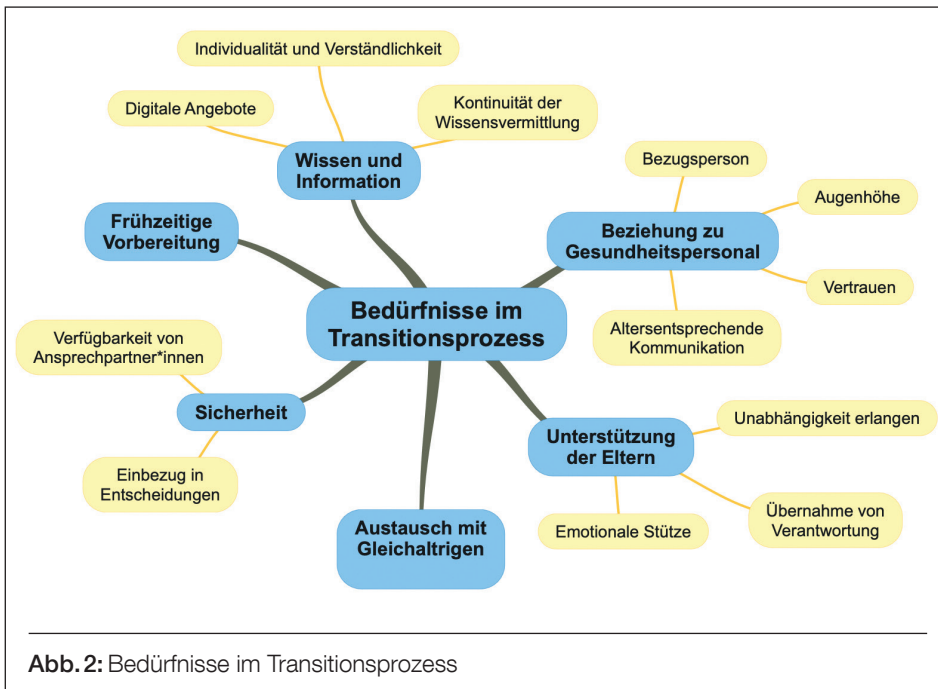 Individualität und Verständlichkeit
Digitale Angebote
Kontinuität der
Wissensvermittlung
Wissen und
Information
Bezugsperson
Augenhöhe
Frühzeitige
Vorbereitung
Beziehung zu
Gesundheitspersonal
Vertrauen
Bedürfnisse im
Transitionsprozess
Altersentsprechende
Kommunikation
Verfügbarkeit von
Ansprechpartner*innen
Sicherheit
Unabhängigkeit erlangen
Unterstützung
der Eltern
Einbezug in
Entscheidungen
Übernahme von
Verantwortung
Austausch mit
Gleichaltrigen
Emotionale Stütze
Abb. 2: Bedürfnisse im Transitionsprozess